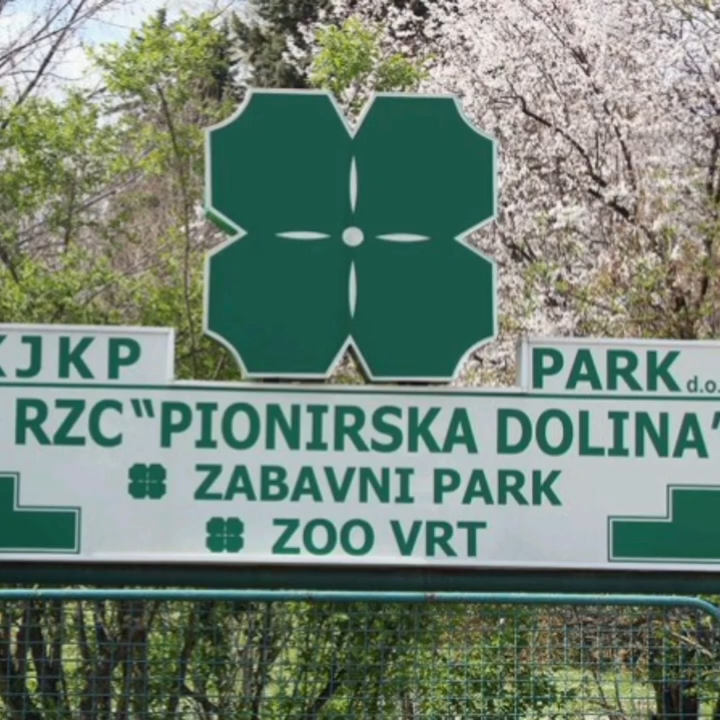 KJKP
PARK d.o.
RZC "PIONIRSKA DOLINA"
ZABAVNI PARK
ZOO VRT